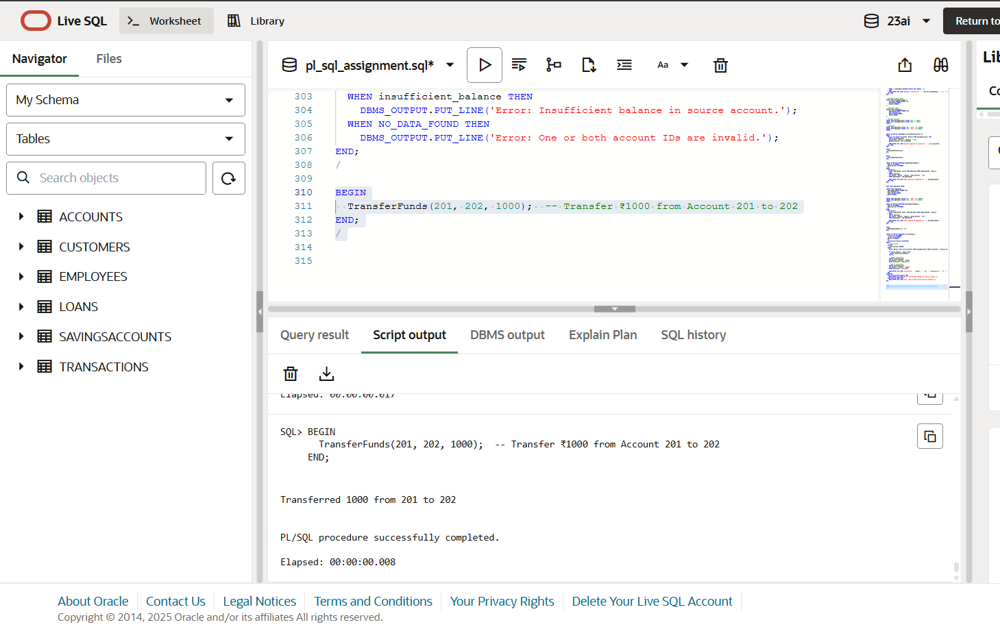 Live SQL
Worksheet
Library
23ai
Return to
Navigator
Files
My Schema
Tables
Search objects
ACCOUNTS
CUSTOMERS
EMPLOYEES
LOANS
SAVINGSACCOUNTS
TRANSACTIONS
pl_sql_assignment.sql*
Aa
303 WHEN insufficient_balance THEN
304 DBMS_OUTPUT.PUT_LINE('Error: Insufficient balance in source account.');
305 WHEN NO_DATA_FOUND THEN
306 DBMS_OUTPUT.PUT_LINE('Error: One or both account IDs are invalid.');
307 END;
308 /
309
310 BEGIN
311 TransferFunds(201, 202, 1000); -- Transfer ₹1000 from Account 201 to 202
312 END;
313 /
314
315
Query result
Script output
DBMS output
Explain Plan
SQL history
Elapsed: 00:00:00.017
SQL> BEGIN
TransferFunds(201, 202, 1000); -- Transfer ₹1000 from Account 201 to 202
END;
Transferred 1000 from 201 to 202
PL/SQL procedure successfully completed.
Elapsed: 00:00:00.008
About Oracle
Contact Us
Legal Notices
Terms and Conditions
Your Privacy Rights
Delete Your Live SQL Account
Copyright © 2014, 2025 Oracle and/or its affiliates All rights reserved.